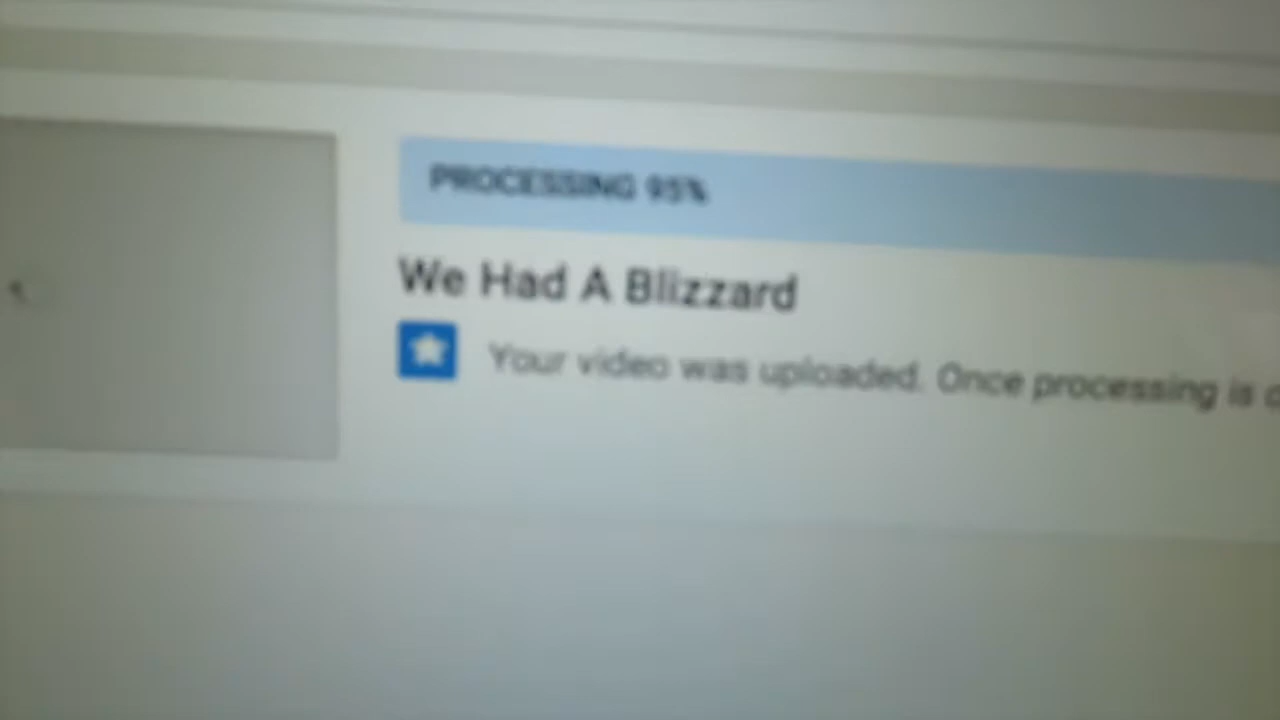 PROCESSING 95%
We Had A Blizzard
Your video was uploaded. Once processing is